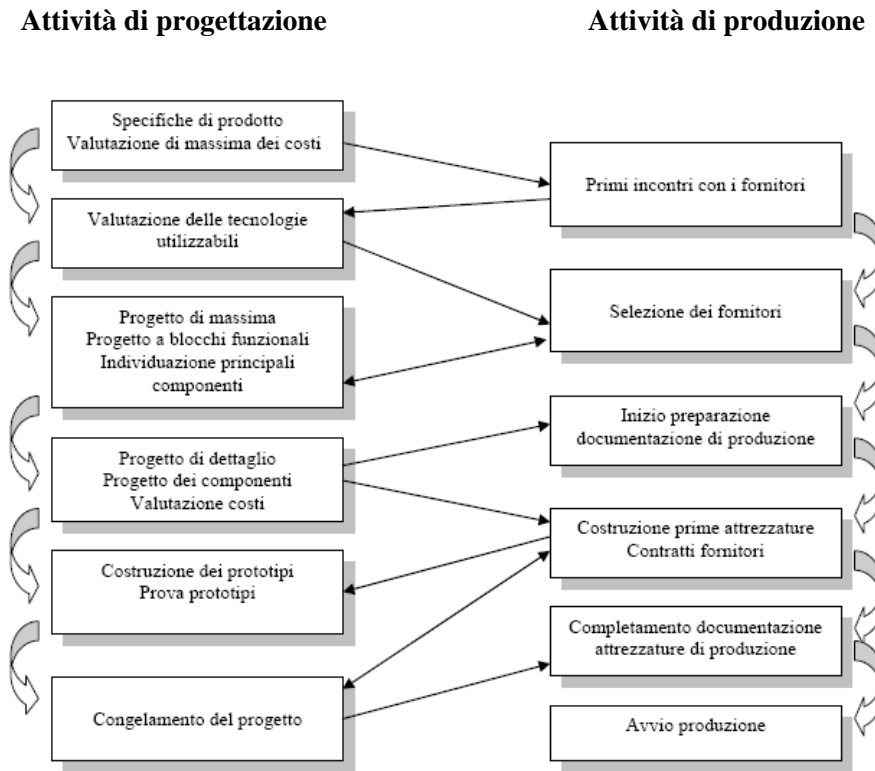 Attività di progettazione
Attività di produzione
Specifiche di prodotto
Valutazione di massima dei costi
Primi incontri con i fornitori
Valutazione delle tecnologie
utilizzabili
Selezione dei fornitori
Progetto di massima
Progetto a blocchi funzionali
Individuazione principali
componenti
Inizio preparazione
documentazione di produzione
Progetto di dettaglio
Progetto dei componenti
Valutazione costi
Costruzione prime attrezzature
Contratti fornitori
Costruzione dei prototipi
Prova prototipi
Completamento documentazione
attrezzature di produzione
Congelamento del progetto
Avvio produzione